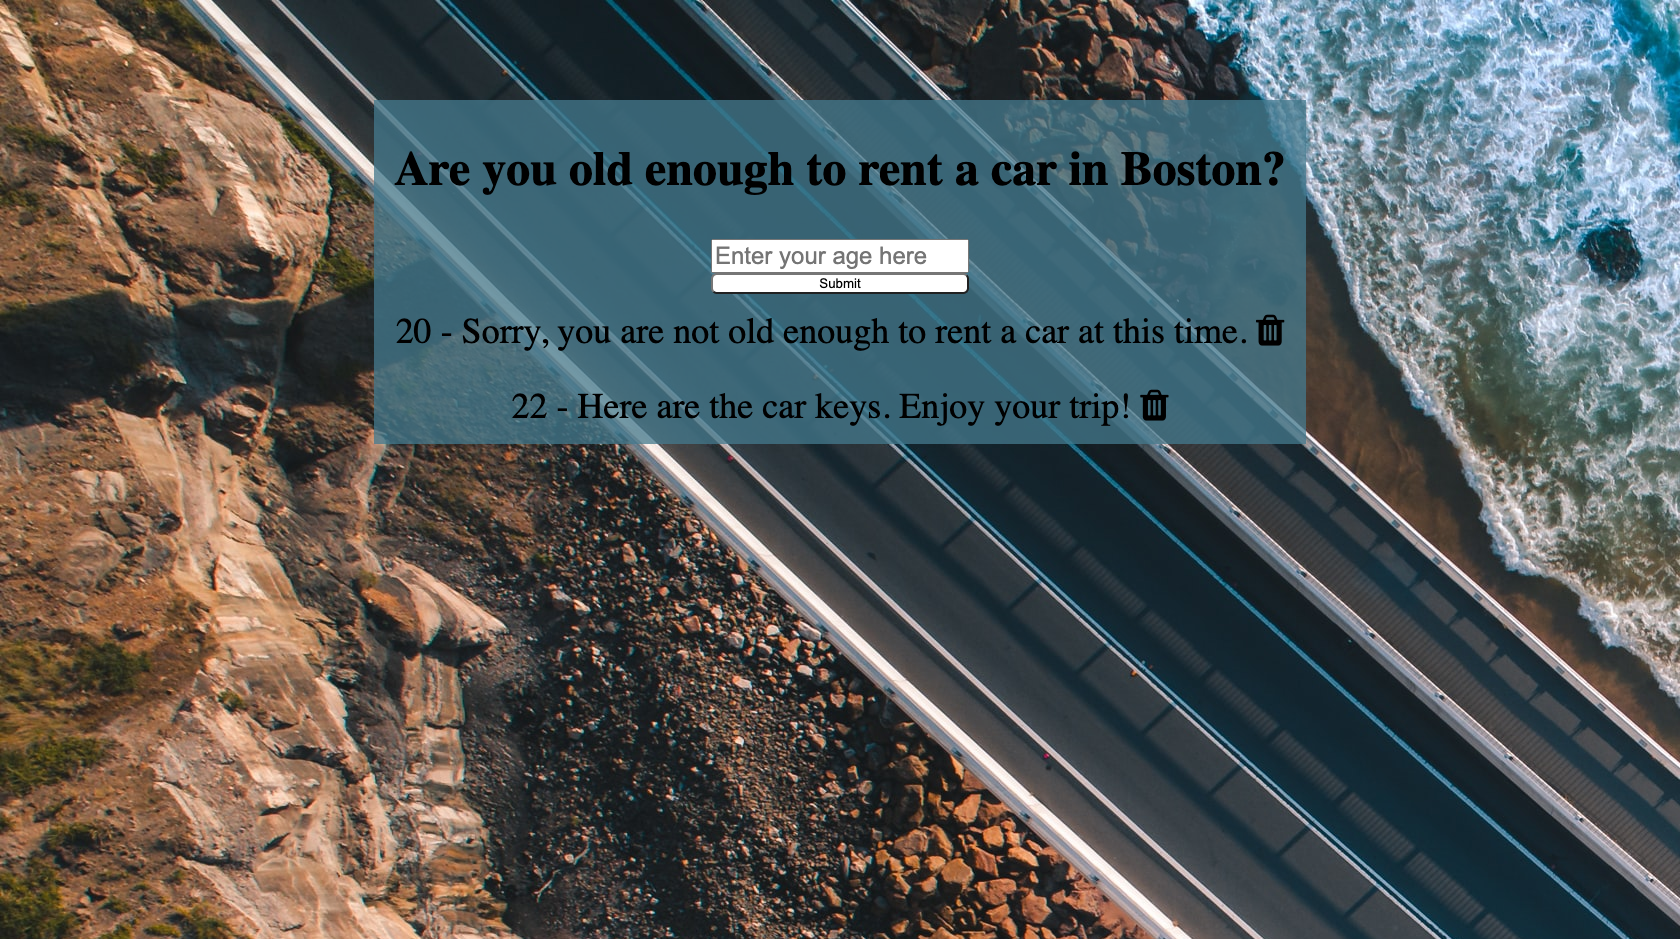 Are you old enough to rent a car in Boston?
Enter your age here
Submit
20 - Sorry, you are not old enough to rent a car at this time.
22 - Here are the car keys. Enjoy your trip!